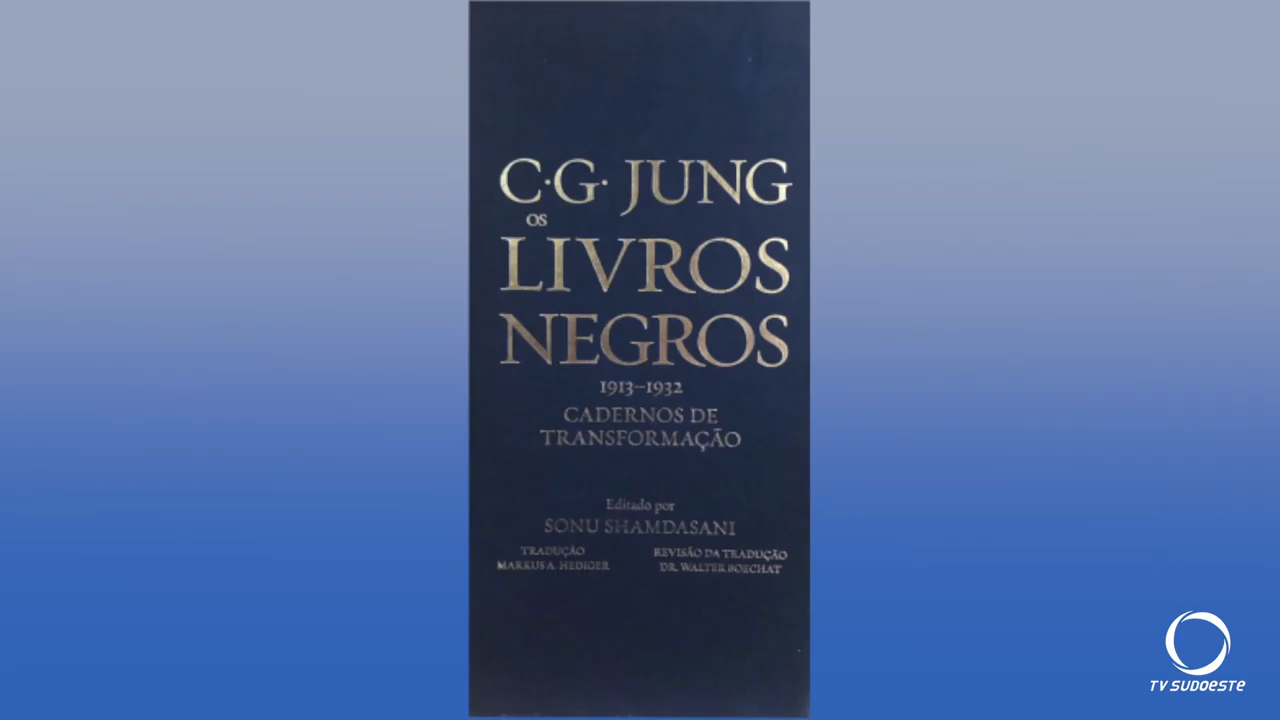 C·G· JUNG
OS
LIVROS
NEGROS
1913–1932
CADERNOS DE
TRANSFORMAÇÃO
Editado por
SONU SHAMDASANI
TRADUÇÃO
MARKUS A. HEDIGER
REVISÃO DA TRADUÇÃO
DR. WALTER BOECHAT
TV SUDOESTE